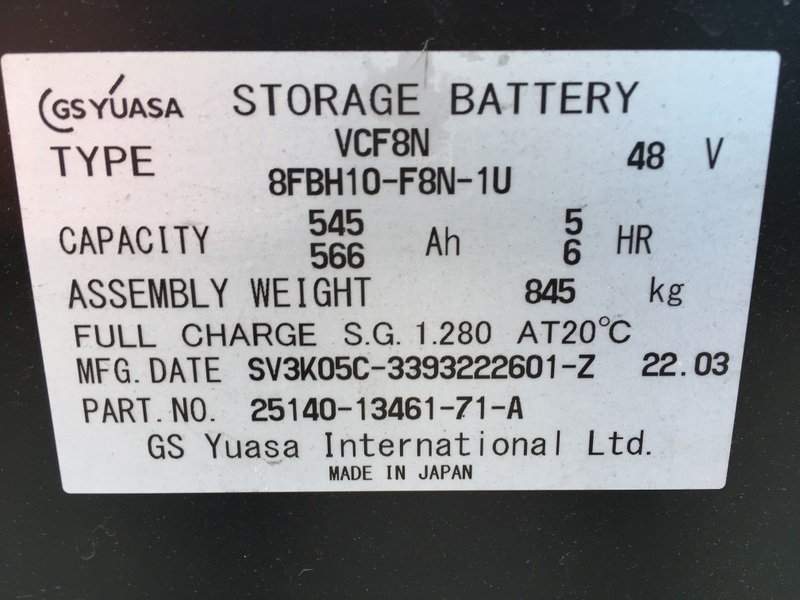 GS YUASA STORAGE BATTERY
TYPE VCF8N 48 V
8FBH10-F8N-1U
CAPACITY 545 Ah 5 HR
566 6
ASSEMBLY WEIGHT 845 kg
FULL CHARGE S.G. 1.280 AT20°C
MFG. DATE SV3K05C-3393222601-Z 22.03
PART. NO. 25140-13461-71-A
GS Yuasa International Ltd.
MADE IN JAPAN